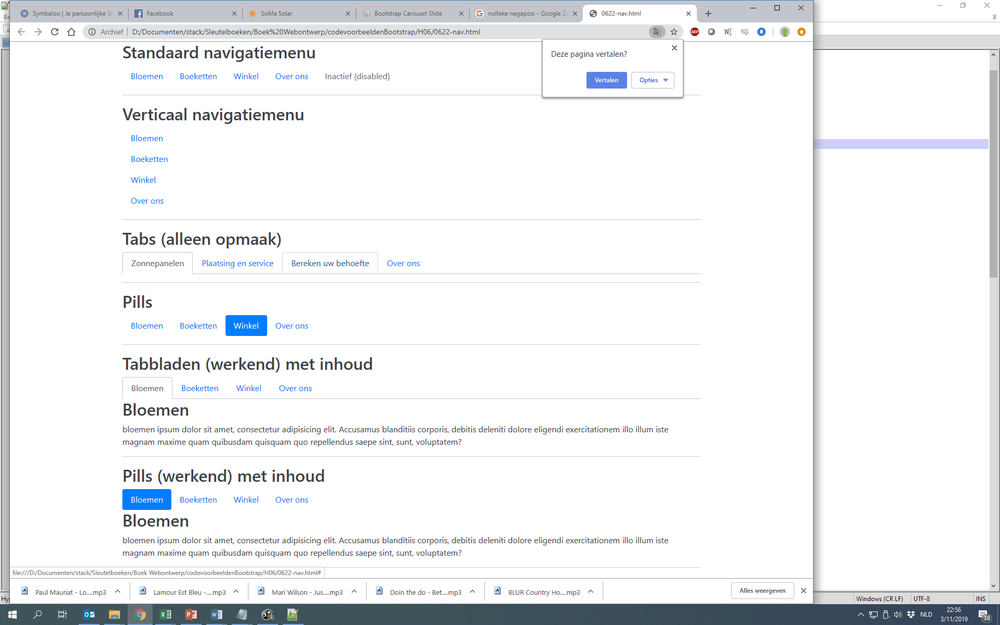 Symbaloo | Je persoonlijke St
Facebook
SoMa Solar
Bootstrap Carousel Slide
nolleke negaposi - Google Zo
0622-nav.html
Archief
D:/Documenten/stack/Sleutelboeken/Boek%20Webontwerp/codevoorbeeldenBootstrap/H06/0622-nav.html
ABP
Deze pagina vertalen?
Vertalen
Opties
Standaard navigatiemenu
Bloemen Boeketten Winkel Over ons Inactief (disabled)
Verticaal navigatiemenu
Bloemen
Boeketten
Winkel
Over ons
Tabs (alleen opmaak)
Zonnepanelen Plaatsing en service Bereken uw behoefte Over ons
Pills
Bloemen Boeketten Winkel Over ons
Tabbladen (werkend) met inhoud
Bloemen Boeketten Winkel Over ons
Bloemen
bloemen ipsum dolor sit amet, consectetur adipisicing elit. Accusamus blanditiis corporis, debitis deleniti dolore eligendi exercitationem illo illum iste
magnam maxime quam quibusdam quisquam quo repellendus saepe sint, sunt, voluptatem?
Pills (werkend) met inhoud
Bloemen Boeketten Winkel Over ons
Bloemen
bloemen ipsum dolor sit amet, consectetur adipisicing elit. Accusamus blanditiis corporis, debitis deleniti dolore eligendi exercitationem illo illum iste
magnam maxime quam quibusdam quisquam quo repellendus saepe sint, sunt, voluptatem?
file:///D:/Documenten/stack/Sleutelboeken/Boek Webontwerp/codevoorbeeldenBootstrap/H06/0622-nav.html#
Paul Mauriat - Lo....mp3
Lamour Est Bleu -....mp3
Mari Wilson - Jus....mp3
Doin the do - Bet....mp3
BLUR Country Ho....mp3
Alles weergeven
Windows (CR LF)
UTF-8
INS
NLD
22:56
3/11/2019
38